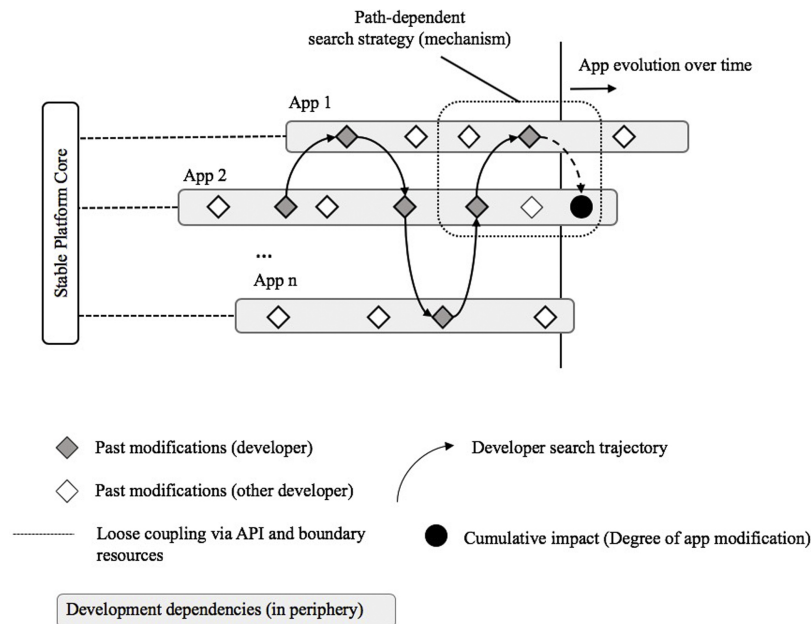 Path-dependent
search strategy (mechanism)
App evolution over time
App 1
App 2
...
App n
Stable Platform Core
Past modifications (developer)
Developer search trajectory
Past modifications (other developer)
Loose coupling via API and boundary
resources
Cumulative impact (Degree of app modification)
Development dependencies (in periphery)